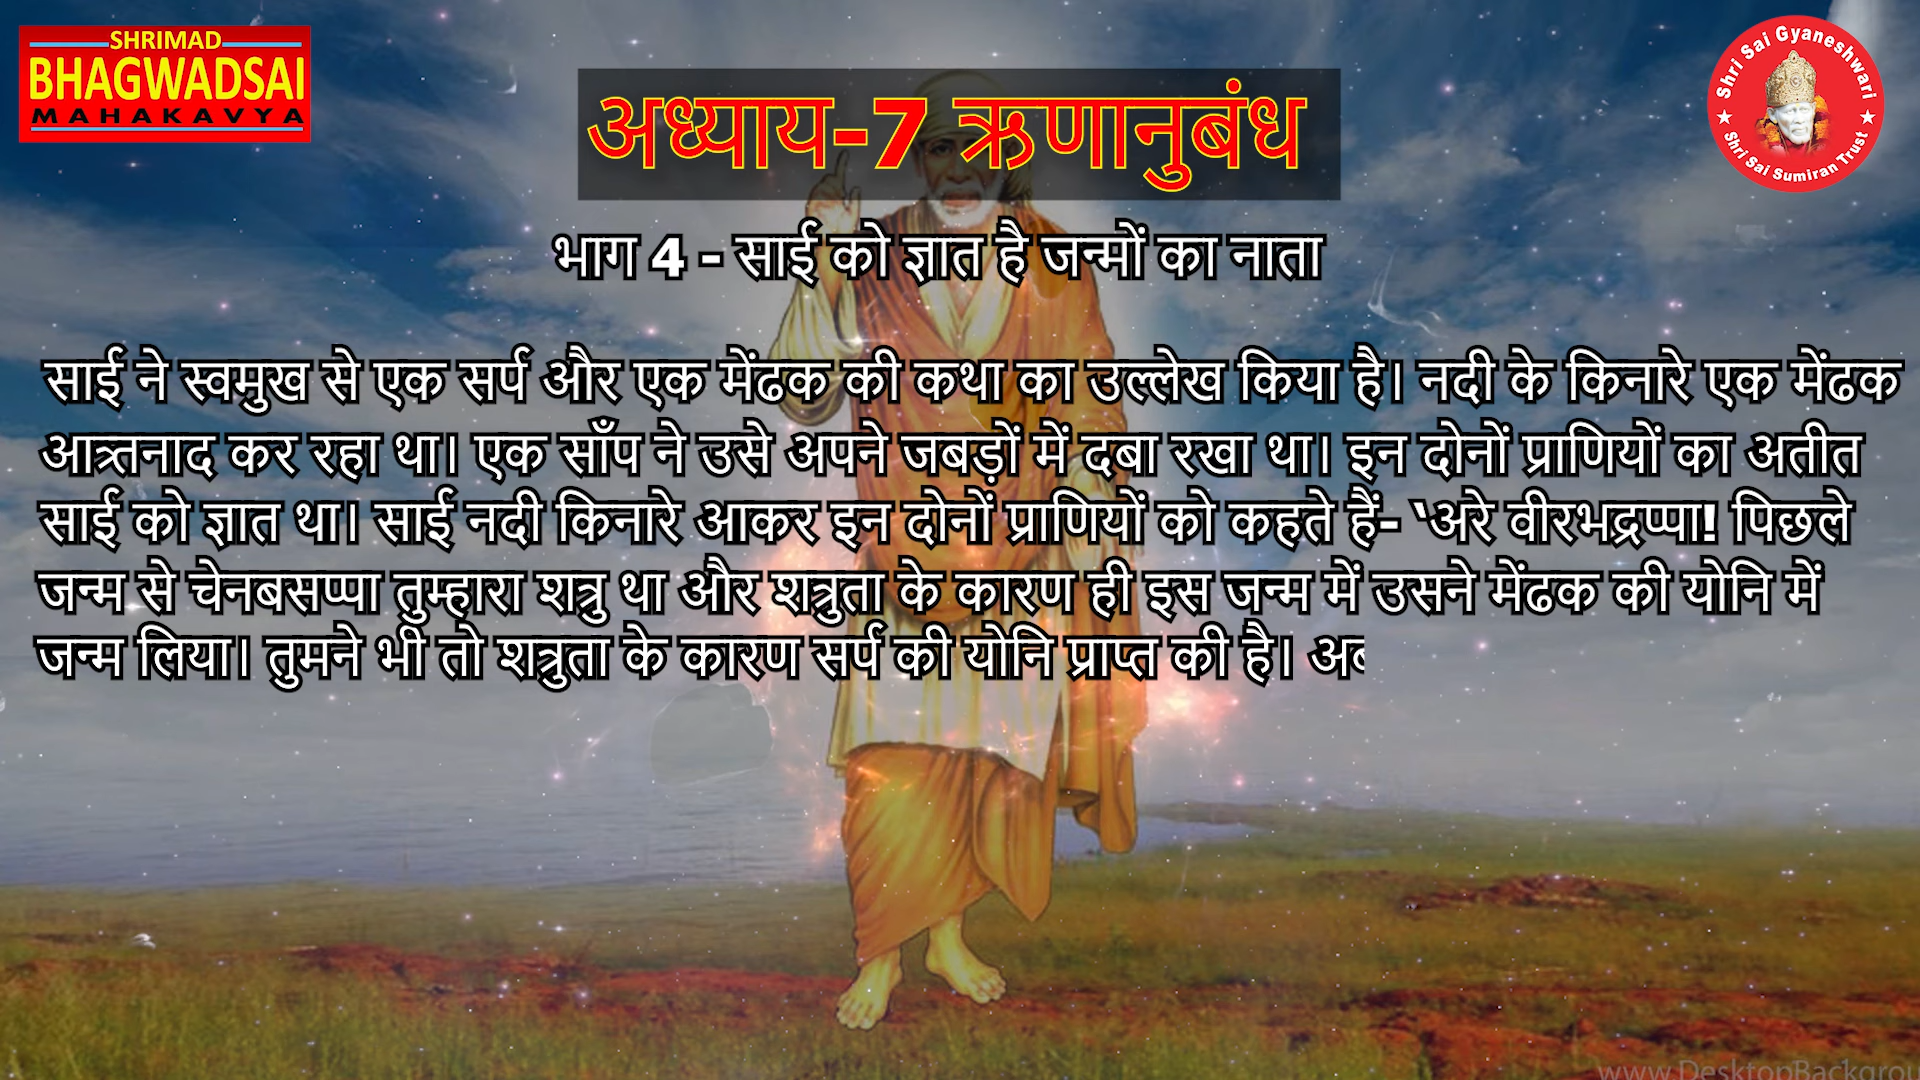 SHRIMAD
BHAGWADSAI
MAHAKAVYA
Shri Sai Gyaneshwari
Shri Sai Sumiran Trust
अध्याय-7 ऋणानुबंध
भाग 4 - साई को ज्ञात है जन्मों का नाता
साई ने स्वमुख से एक सर्प और एक मेंढक की कथा का उल्लेख किया है। नदी के किनारे एक मेंढक
आत्र्तनाद कर रहा था। एक साँप ने उसे अपने जबड़ों में दबा रखा था। इन दोनों प्राणियों का अतीत
साई को ज्ञात था। साई नदी किनारे आकर इन दोनों प्राणियों को कहते हैं- ‘अरे वीरभद्रप्पा! पिछले
जन्म से चेनबसप्पा तुम्हारा शत्रु था और शत्रुता के कारण ही इस जन्म में उसने मेंढक की योनि में
जन्म लिया। तुमने भी तो शत्रुता के कारण सर्प की योनि प्राप्त की है।
www.DesktopBackgrou